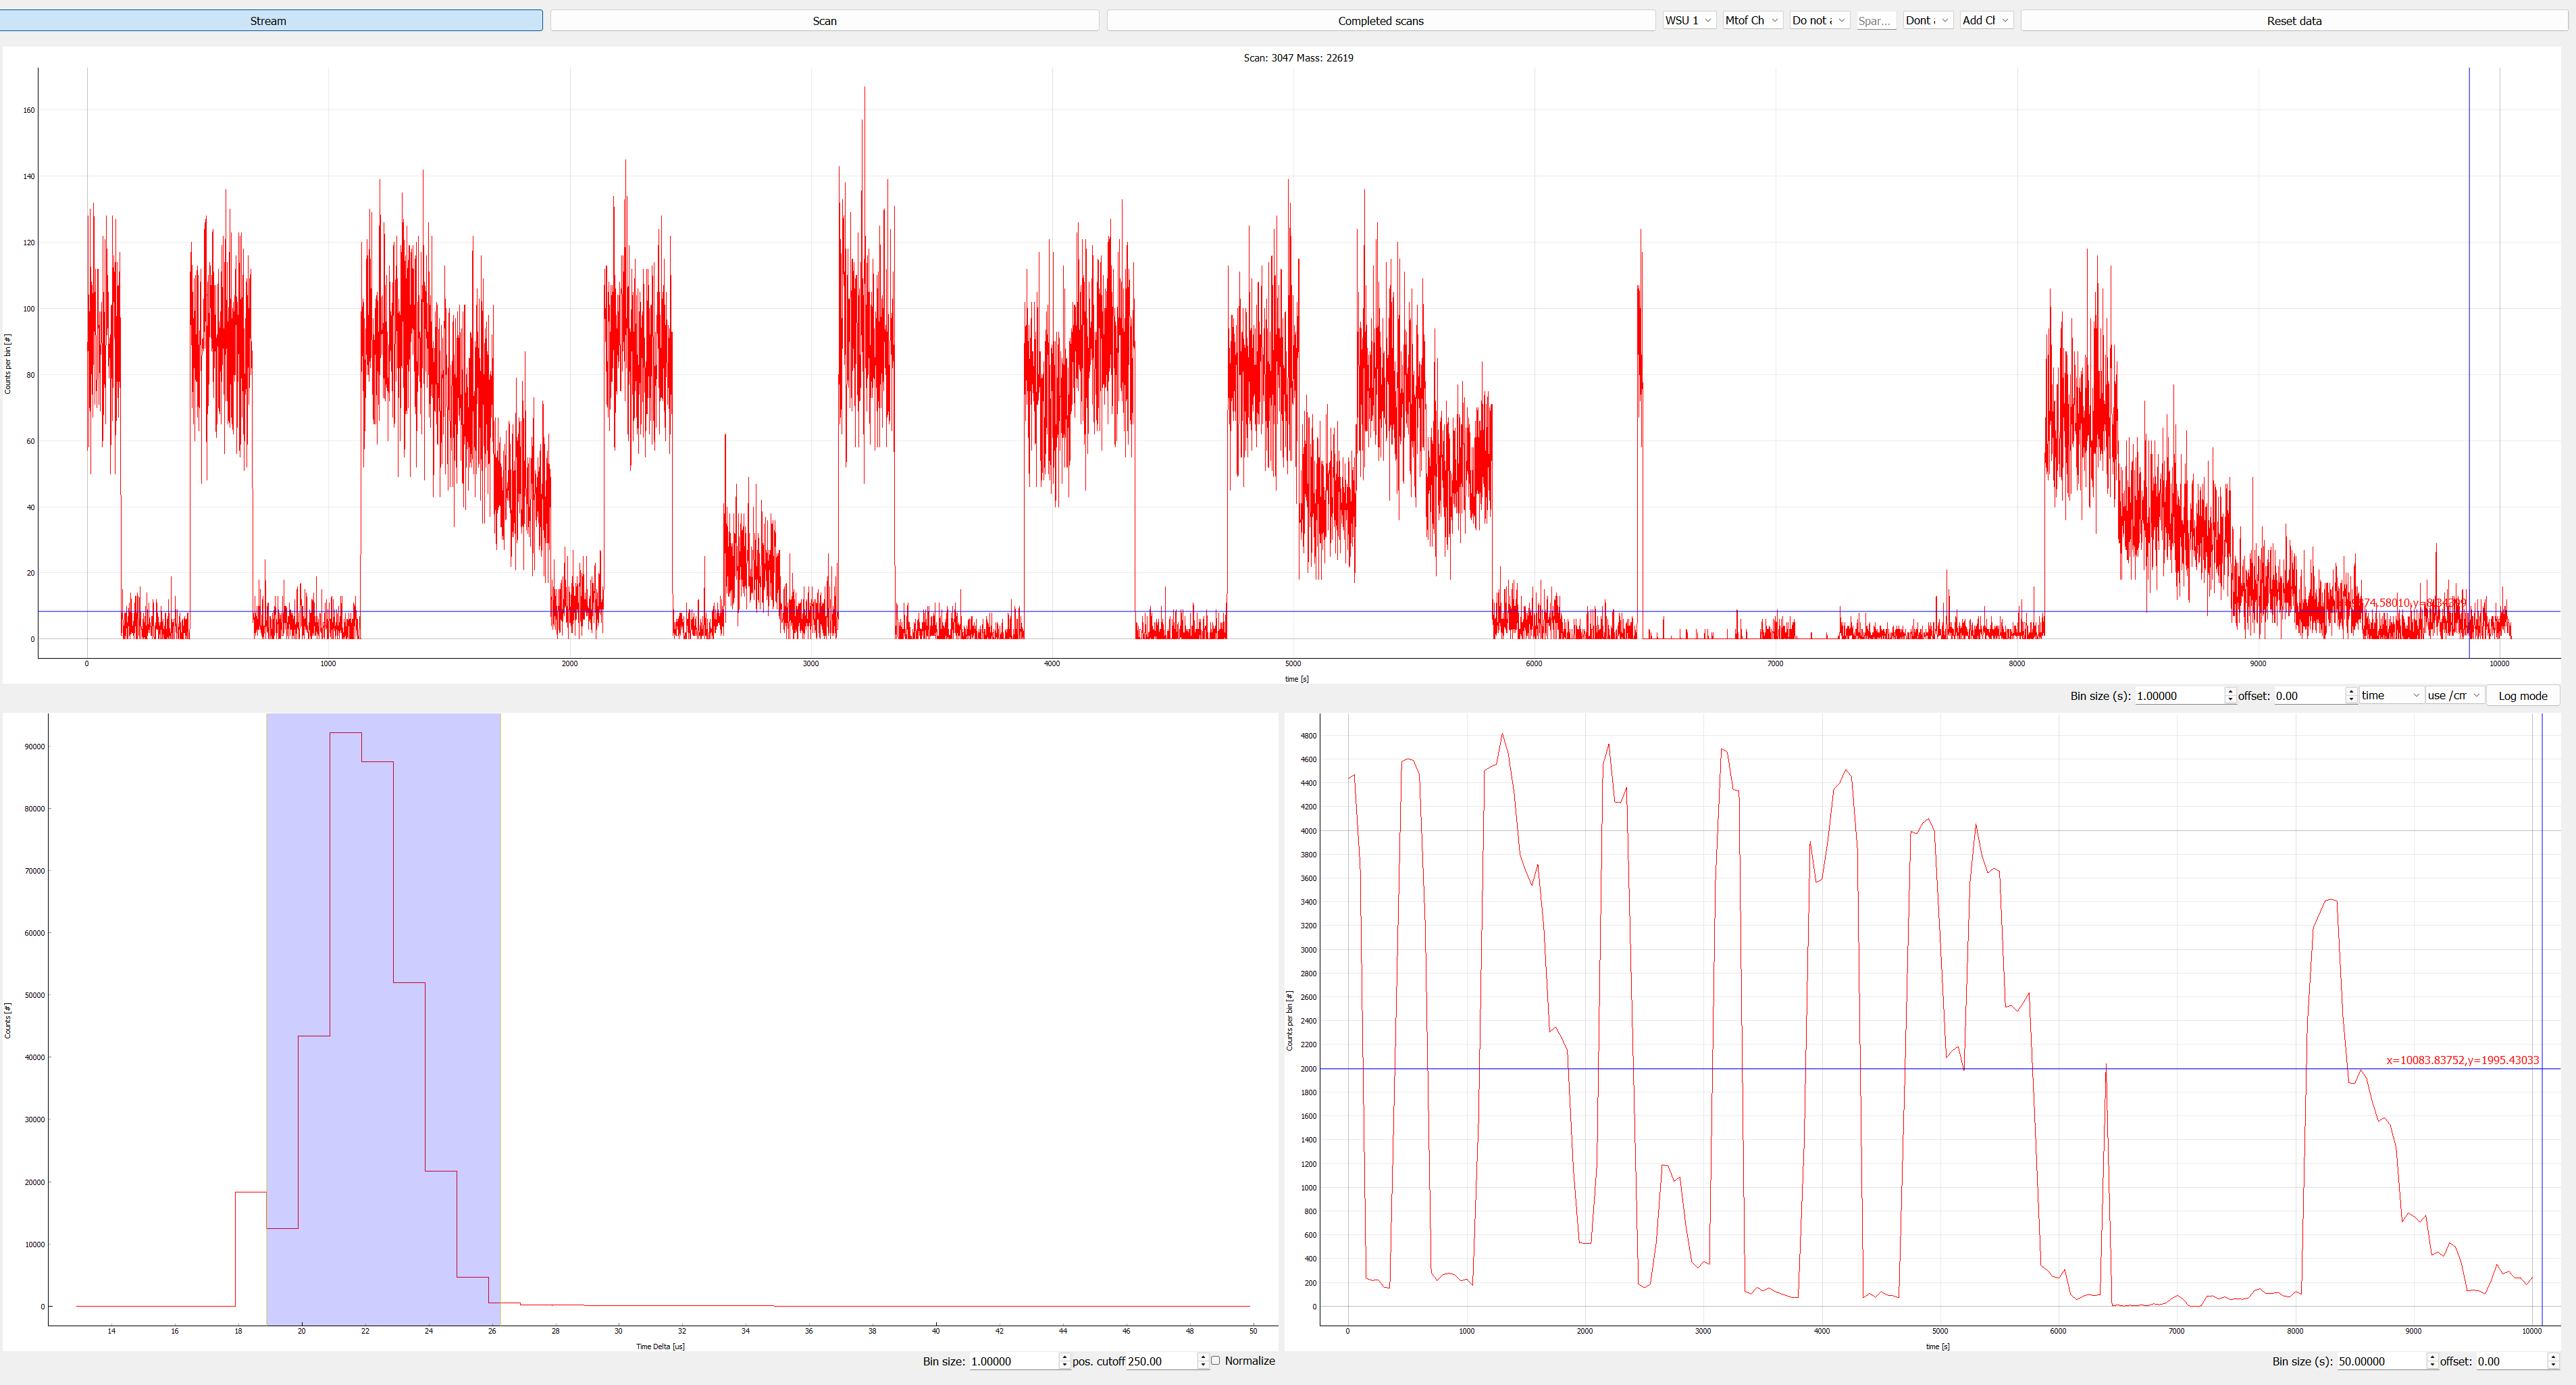 Stream Scan Completed scans WSU 1 Mtof Ch Do not a Spar... Dont a Add Cl Reset data
Scan: 3047 Mass: 22619
160
140
120
100
80
60
40
20
0
Counts per bin [#]
0 1000 2000 3000 4000 5000 6000 7000 8000 9000 10000
time [s]
Bin size (s): 1.00000 offset: 0.00 time use /cm Log mode
90000
80000
70000
60000
50000
40000
30000
20000
10000
0
Counts [#]
14 16 18 20 22 24 26 28 30 32 34 36 38 40 42 44 46 48 50
Time Delta [us]
Bin size: 1.00000 pos. cutoff 250.00 Normalize
4800
4600
4400
4200
4000
3800
3600
3400
3200
3000
2800
2600
2400
2200
2000
1800
1600
1400
1200
1000
800
600
400
200
0
Counts per bin [#]
x=10083.83752,y=1995.43033
0 1000 2000 3000 4000 5000 6000 7000 8000 9000 10000
time [s]
Bin size (s): 50.00000 offset: 0.00